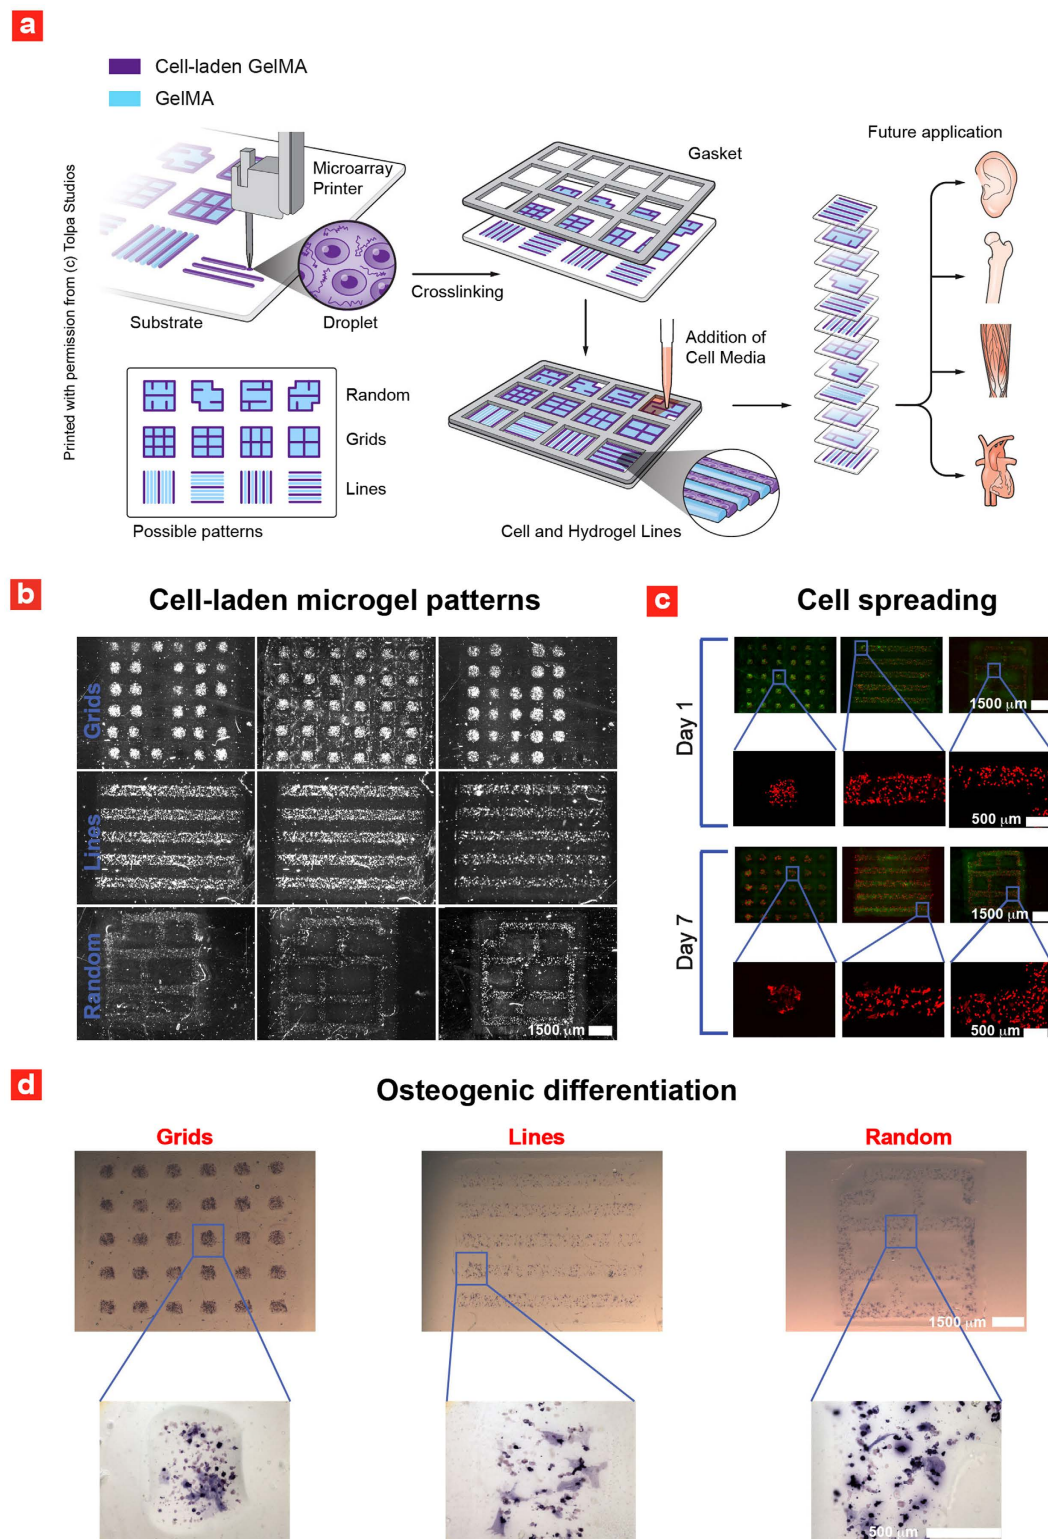 a
Cell-laden GelMA
GelMA
Printed with permission from (c) Tolpa Studios
Microarray
Printer
Substrate
Droplet
Crosslinking
Gasket
Future application
Addition of
Cell Media
Random
Grids
Lines
Possible patterns
Cell and Hydrogel Lines
b
Cell-laden microgel patterns
Grids
Lines
Random
1500 µm
c
Cell spreading
Day 1
1500 µm
500 µm
Day 7
1500 µm
500 µm
d
Osteogenic differentiation
Grids
Lines
Random
1500 µm
500 µm